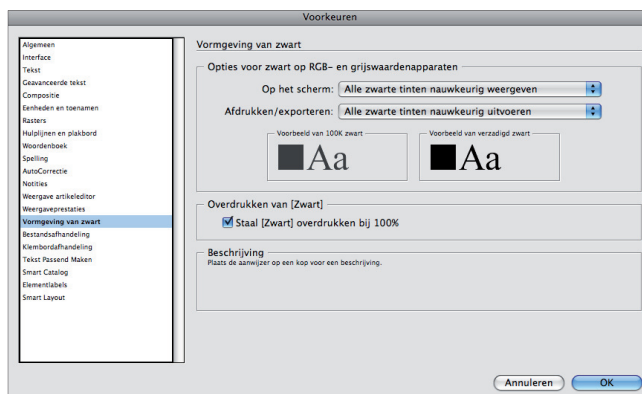 Voorkeuren
Algemeen
Interface
Tekst
Geavanceerde tekst
Compositie
Eenheden en toenamen
Rasters
Hulplijnen en plakbord
Woordenboek
Spelling
AutoCorrectie
Notities
Weergave artikeleditor
Weergaveprestaties
Vormgeving van zwart
Bestandsafhandeling
Klembordafhandeling
Tekst Passend Maken
Smart Catalog
Elementlabels
Smart Layout
Vormgeving van zwart
Opties voor zwart op RGB- en grijswaardenapparaten
Op het scherm: Alle zwarte tinten nauwkeurig weergeven
Afdrukken/exporteren: Alle zwarte tinten nauwkeurig uitvoeren
Voorbeeld van 100K zwart
Aa
Voorbeeld van verzadigd zwart
Aa
Overdrukken van [Zwart]
Staal [Zwart] overdrukken bij 100%
Beschrijving
Plaats de aanwijzer op een kop voor een beschrijving.
Annuleren
OK